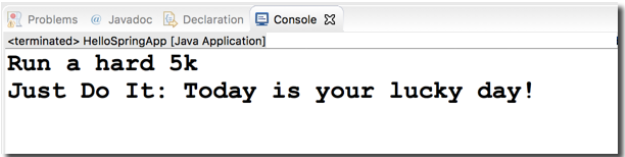 Problems @ Javadoc Declaration Console
<terminated> HelloSpringApp [Java Application]
Run a hard 5k
Just Do It: Today is your lucky day!